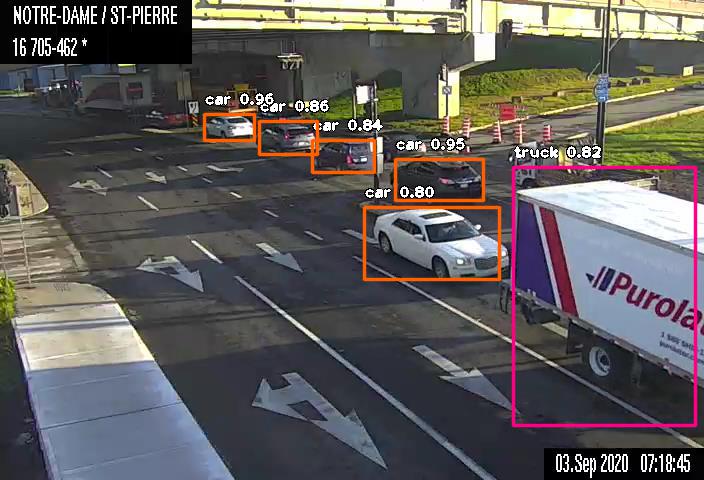 NOTRE-DAME / ST-PIERRE
16 705-462 *
car 0.96
car 0.86
car 0.84
car 0.95
truck 0.82
car 0.80
Purola
03.Sep 2020 07:18:45